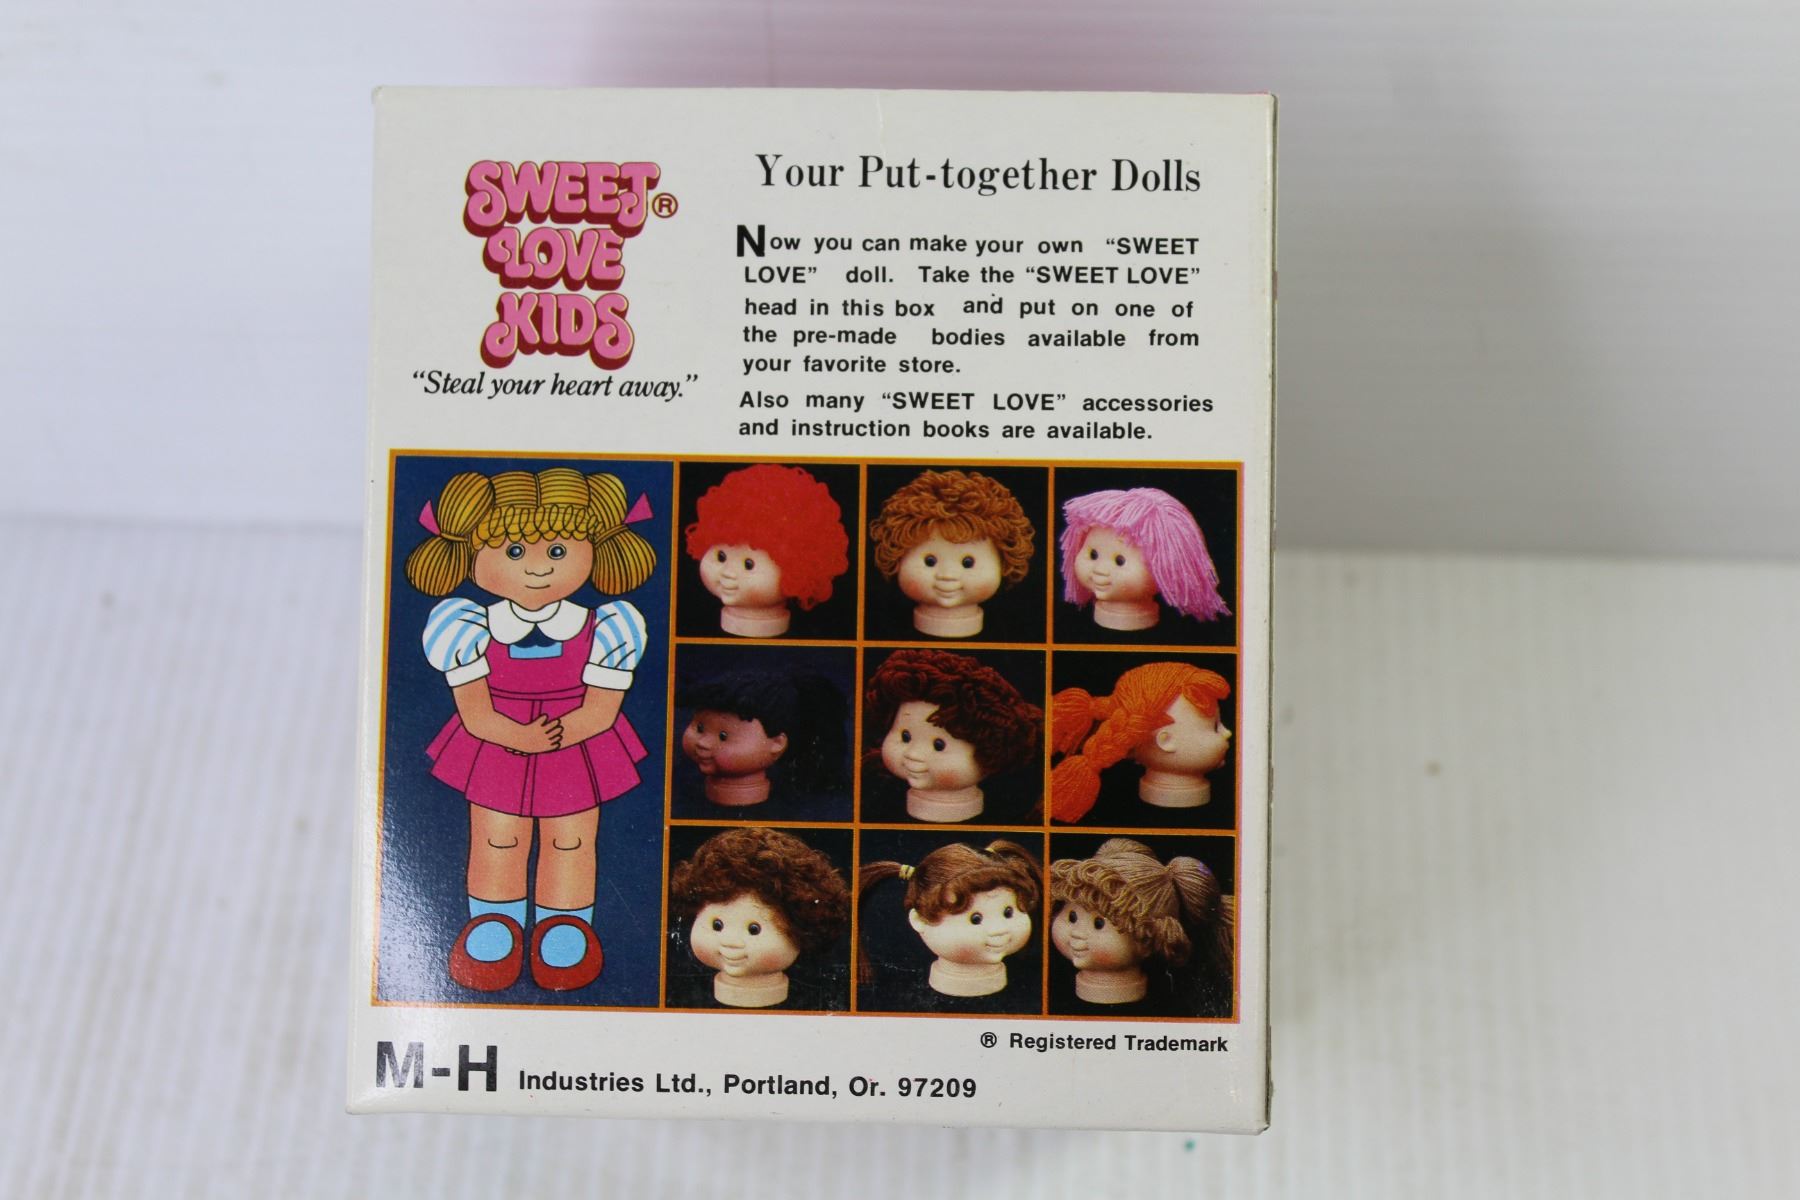 SWEET®
LOVE
KIDS
“Steal your heart away.”
Your Put-together Dolls
Now you can make your own “SWEET
LOVE” doll. Take the “SWEET LOVE”
head in this box and put on one of
the pre-made bodies available from
your favorite store.
Also many “SWEET LOVE” accessories
and instruction books are available.
® Registered Trademark
M-H Industries Ltd., Portland, Or. 97209